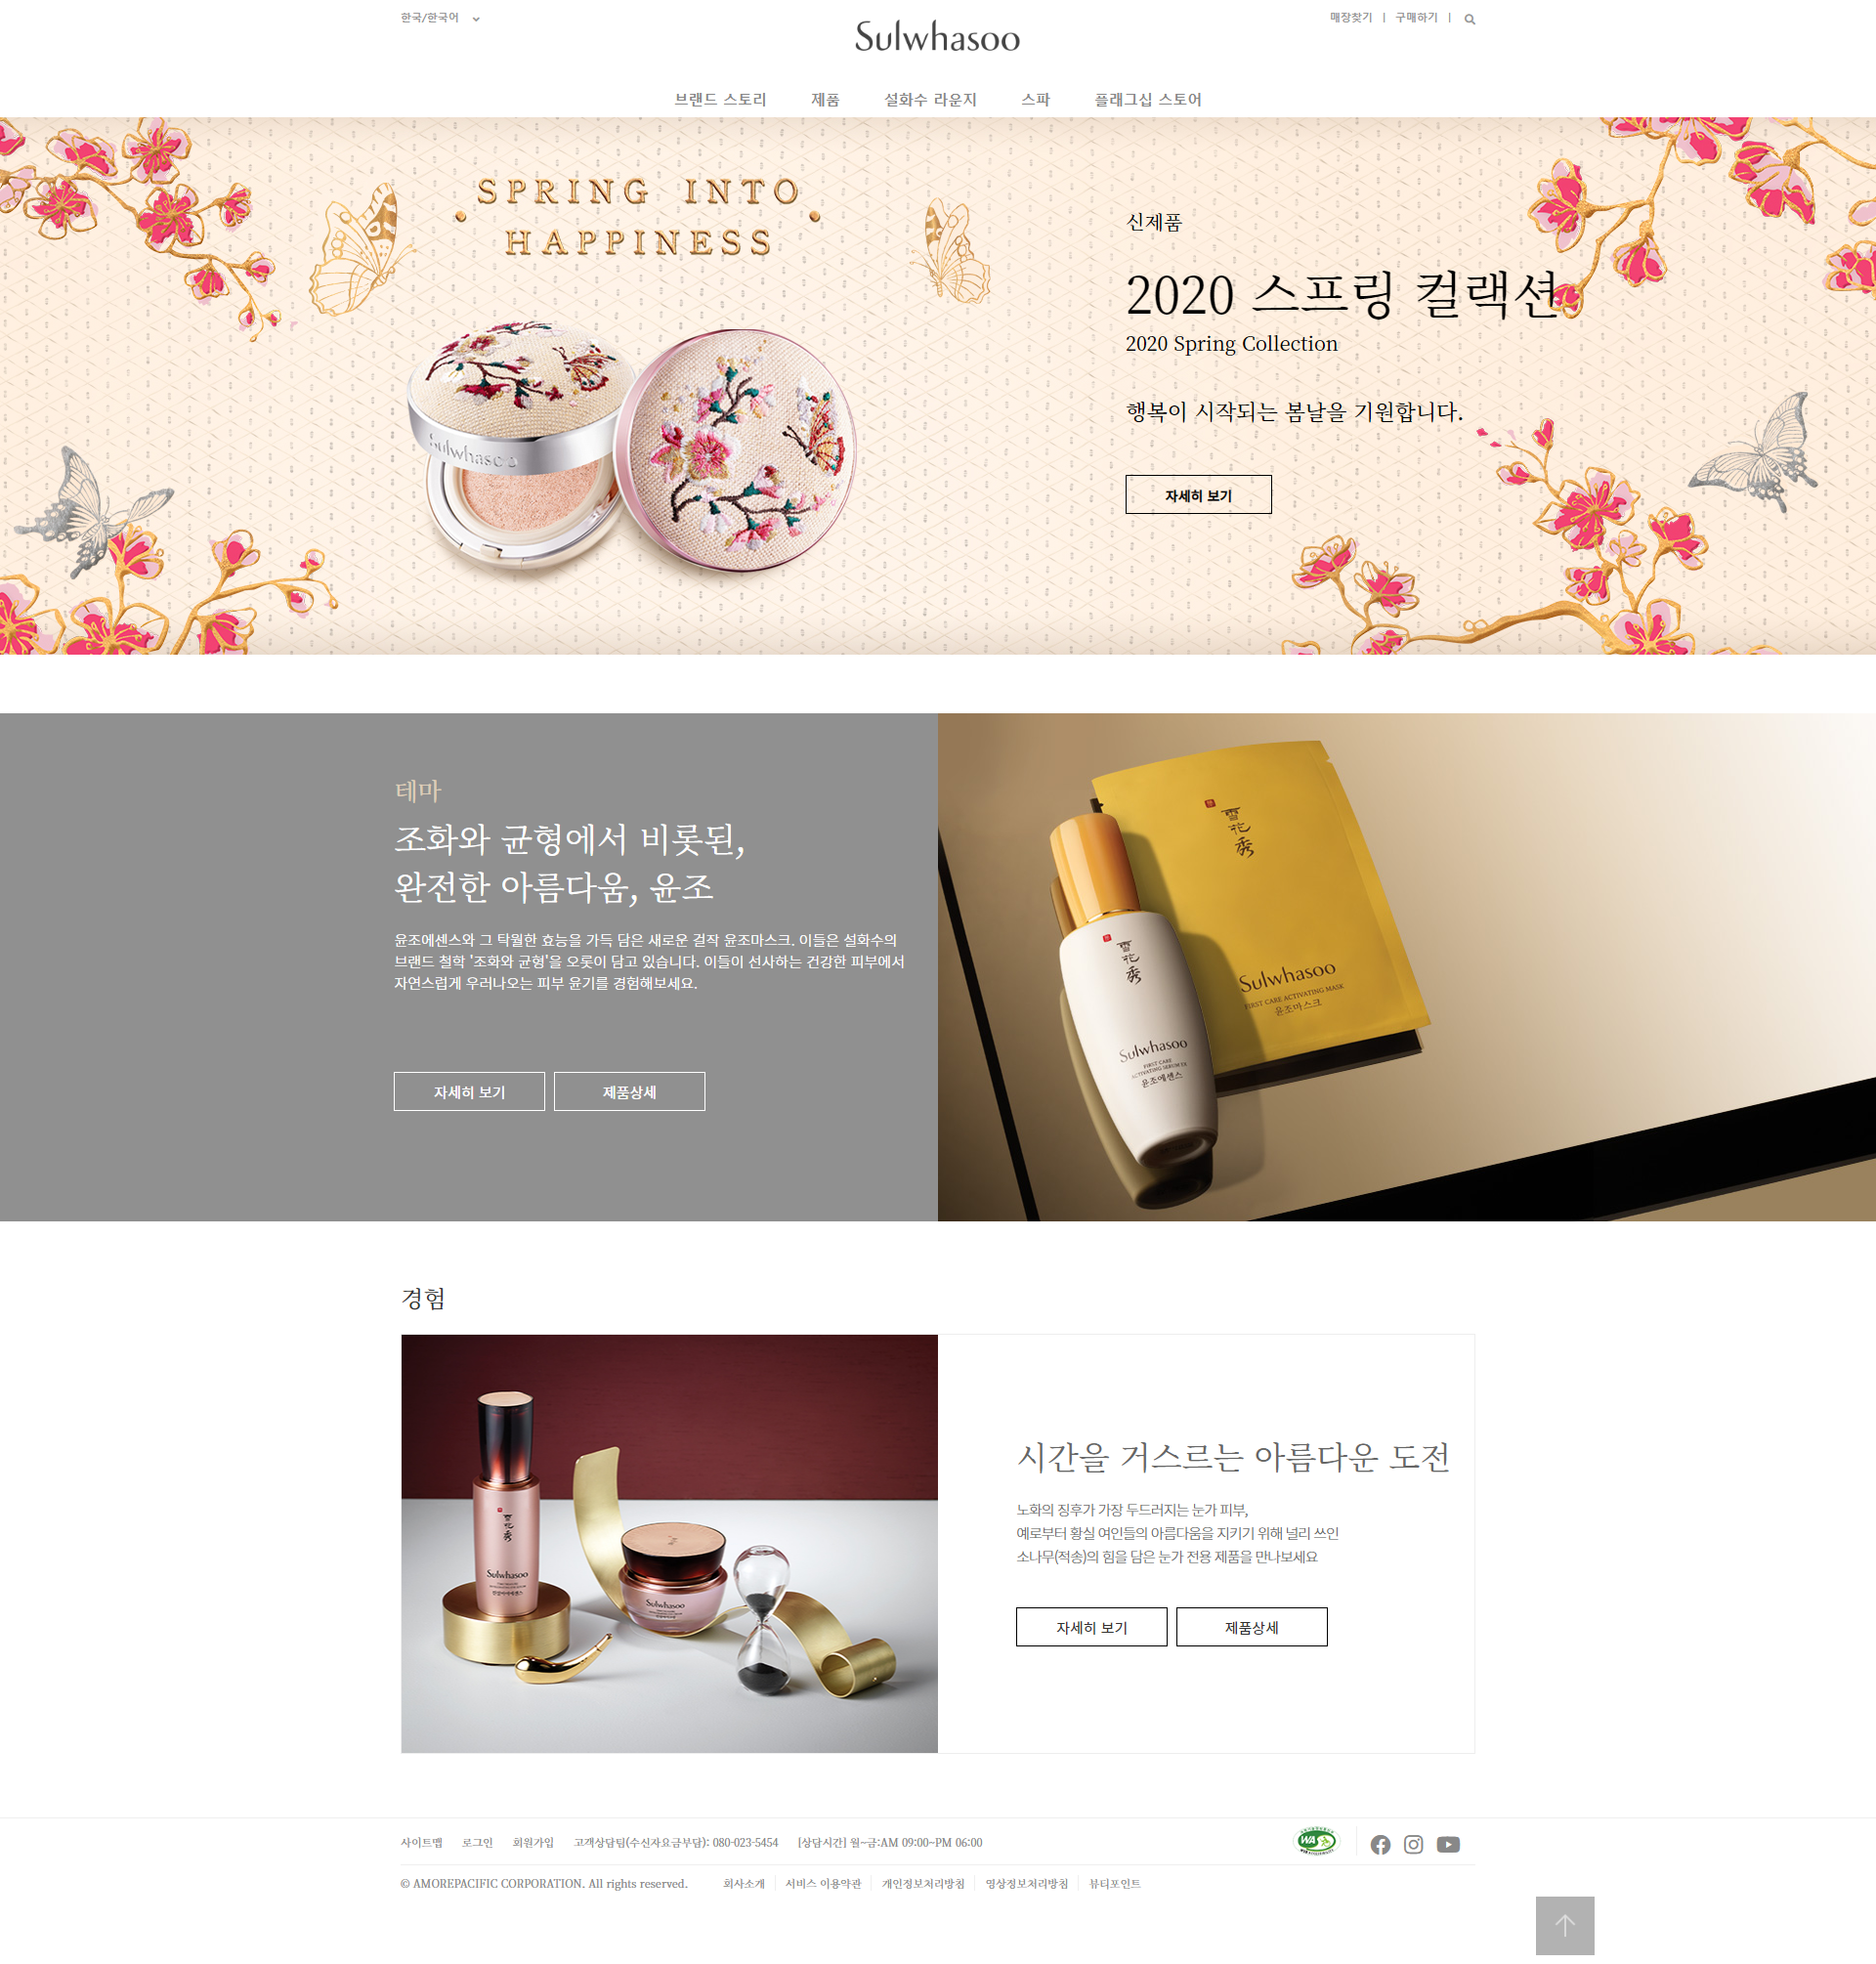 한국/한국어
Sulwhasoo
매장찾기 | 구매하기 |
브랜드 스토리 제품 설화수 라운지 스파 플래그십 스토어
SPRING INTO
HAPPINESS
Sulwhasoo
신제품
2020 스프링 컬랙션
2020 Spring Collection
행복이 시작되는 봄날을 기원합니다.
자세히 보기
테마
조화와 균형에서 비롯된,
완전한 아름다움, 윤조
윤조에센스와 그 탁월한 효능을 가득 담은 새로운 걸작 윤조마스크. 이들은 설화수의
브랜드 철학 '조화와 균형'을 오롯이 담고 있습니다. 이들이 선사하는 건강한 피부에서
자연스럽게 우러나오는 피부 윤기를 경험해보세요.
자세히 보기 제품상세
雪花秀
Sulwhasoo
FIRST CARE ACTIVATING MASK
윤조마스크
雪花秀
Sulwhasoo
FIRST CARE
ACTIVATING SERUM EX
윤조에센스
경험
雪花秀
Sulwhasoo
Sulwhasoo
시간을 거스르는 아름다운 도전
노화의 징후가 가장 두드러지는 눈가 피부,
예로부터 황실 여인들의 아름다움을 지키기 위해 널리 쓰인
소나무(적송)의 힘을 담은 눈가 전용 제품을 만나보세요
자세히 보기 제품상세
사이트맵 로그인 회원가입 고객상담팀(수신자요금부담): 080-023-5454 [상담시간] 월~금:AM 09:00~PM 06:00
WA
© AMOREPACIFIC CORPORATION. All rights reserved. 회사소개 서비스 이용약관 개인정보처리방침 영상정보처리방침 뷰티포인트